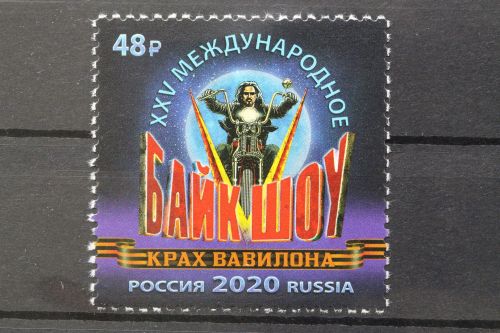 48₽
XXV МЕЖДУНАРОДНОЕ
БАЙК ШОУ
КРАХ ВАВИЛОНА
РОССИЯ 2020 RUSSIA